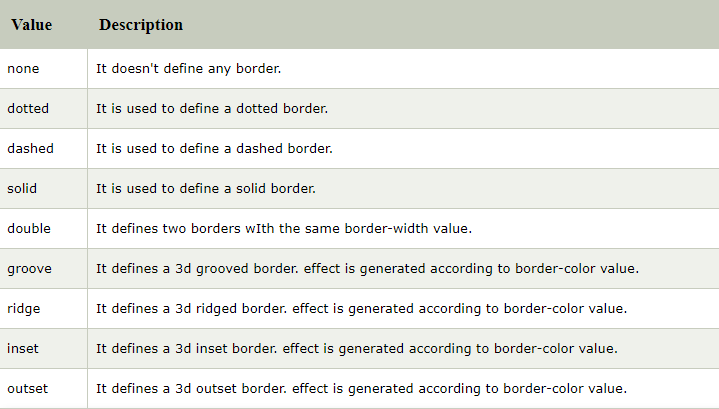 Value Description
none It doesn't define any border.
dotted It is used to define a dotted border.
dashed It is used to define a dashed border.
solid It is used to define a solid border.
double It defines two borders wIth the same border-width value.
groove It defines a 3d grooved border. effect is generated according to border-color value.
ridge It defines a 3d ridged border. effect is generated according to border-color value.
inset It defines a 3d inset border. effect is generated according to border-color value.
outset It defines a 3d outset border. effect is generated according to border-color value.